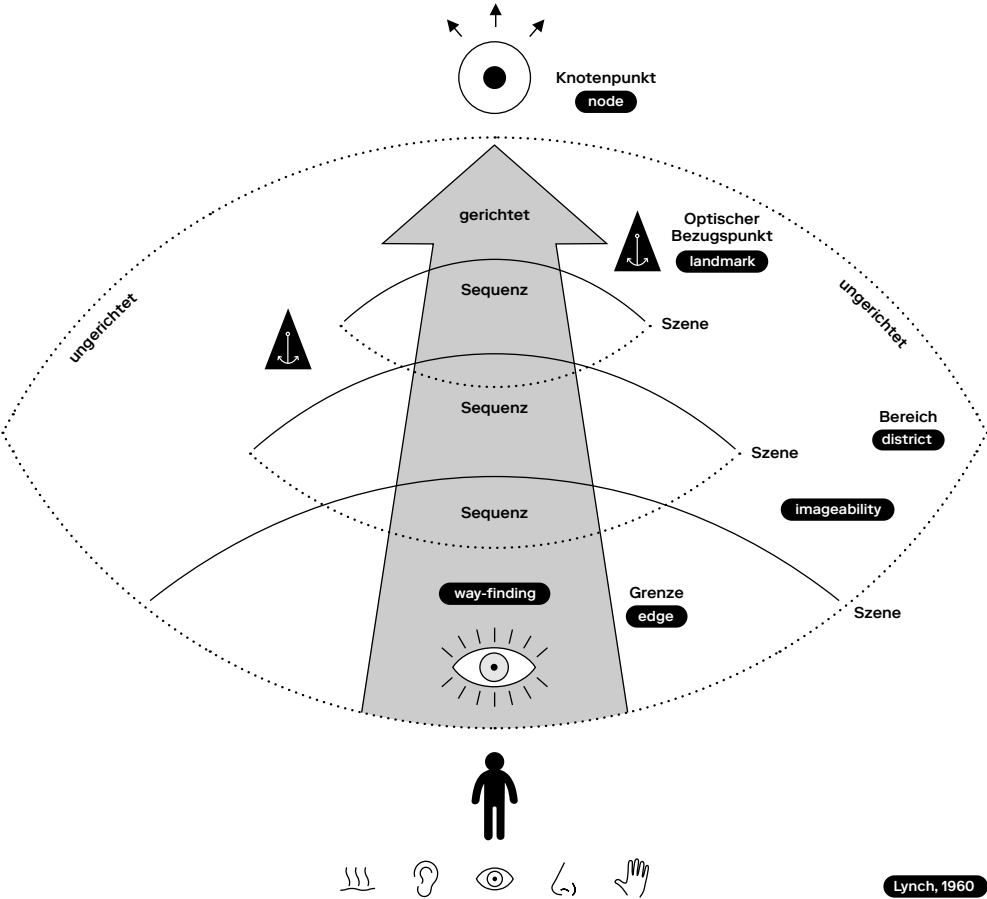 Knotenpunkt
node
gerichtet
Optischer
Bezugspunkt
landmark
ungerichtet
ungerichtet
Sequenz
Szene
Sequenz
Bereich
district
Szene
imageability
Sequenz
way-finding
Grenze
edge
Szene
Lynch, 1960